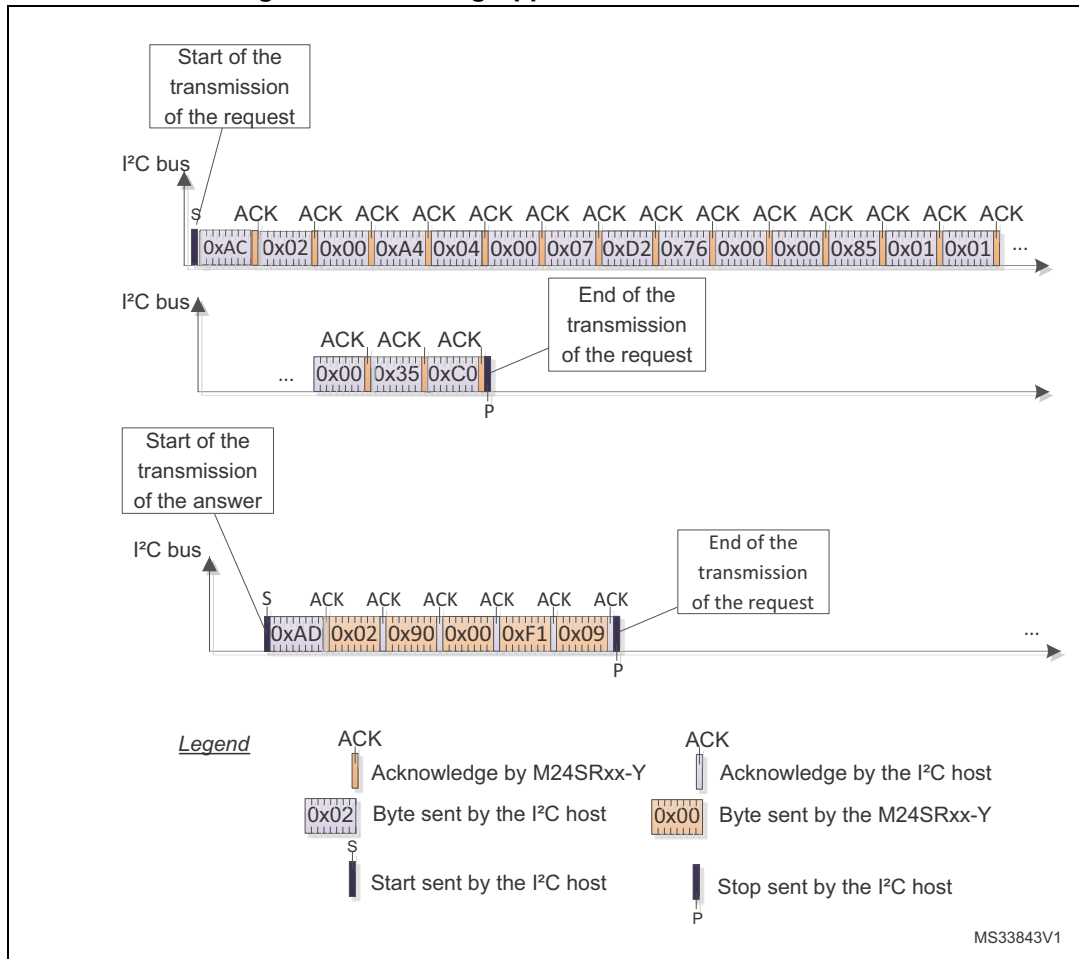 Start of the
transmission
of the request
I²C bus
S ACK ACK ACK ACK ACK ACK ACK ACK ACK ACK ACK ACK ACK ACK
0xAC 0x02 0x00 0xA4 0x04 0x00 0x07 0xD2 0x76 0x00 0x00 0x85 0x01 0x01 ...
I²C bus
End of the
transmission
of the request
ACK ACK ACK
... 0x00 0x35 0xC0
P
Start of the
transmission
of the answer
I²C bus
End of the
transmission
of the request
S ACK ACK ACK ACK ACK ACK
0xAD 0x02 0x90 0x00 0xF1 0x09
...
P
Legend
ACK
Acknowledge by M24SRxx-Y
ACK
Acknowledge by the I²C host
0x02 Byte sent by the I²C host
0x00 Byte sent by the M24SRxx-Y
S
Start sent by the I²C host
Stop sent by the I²C host
P
MS33843V1